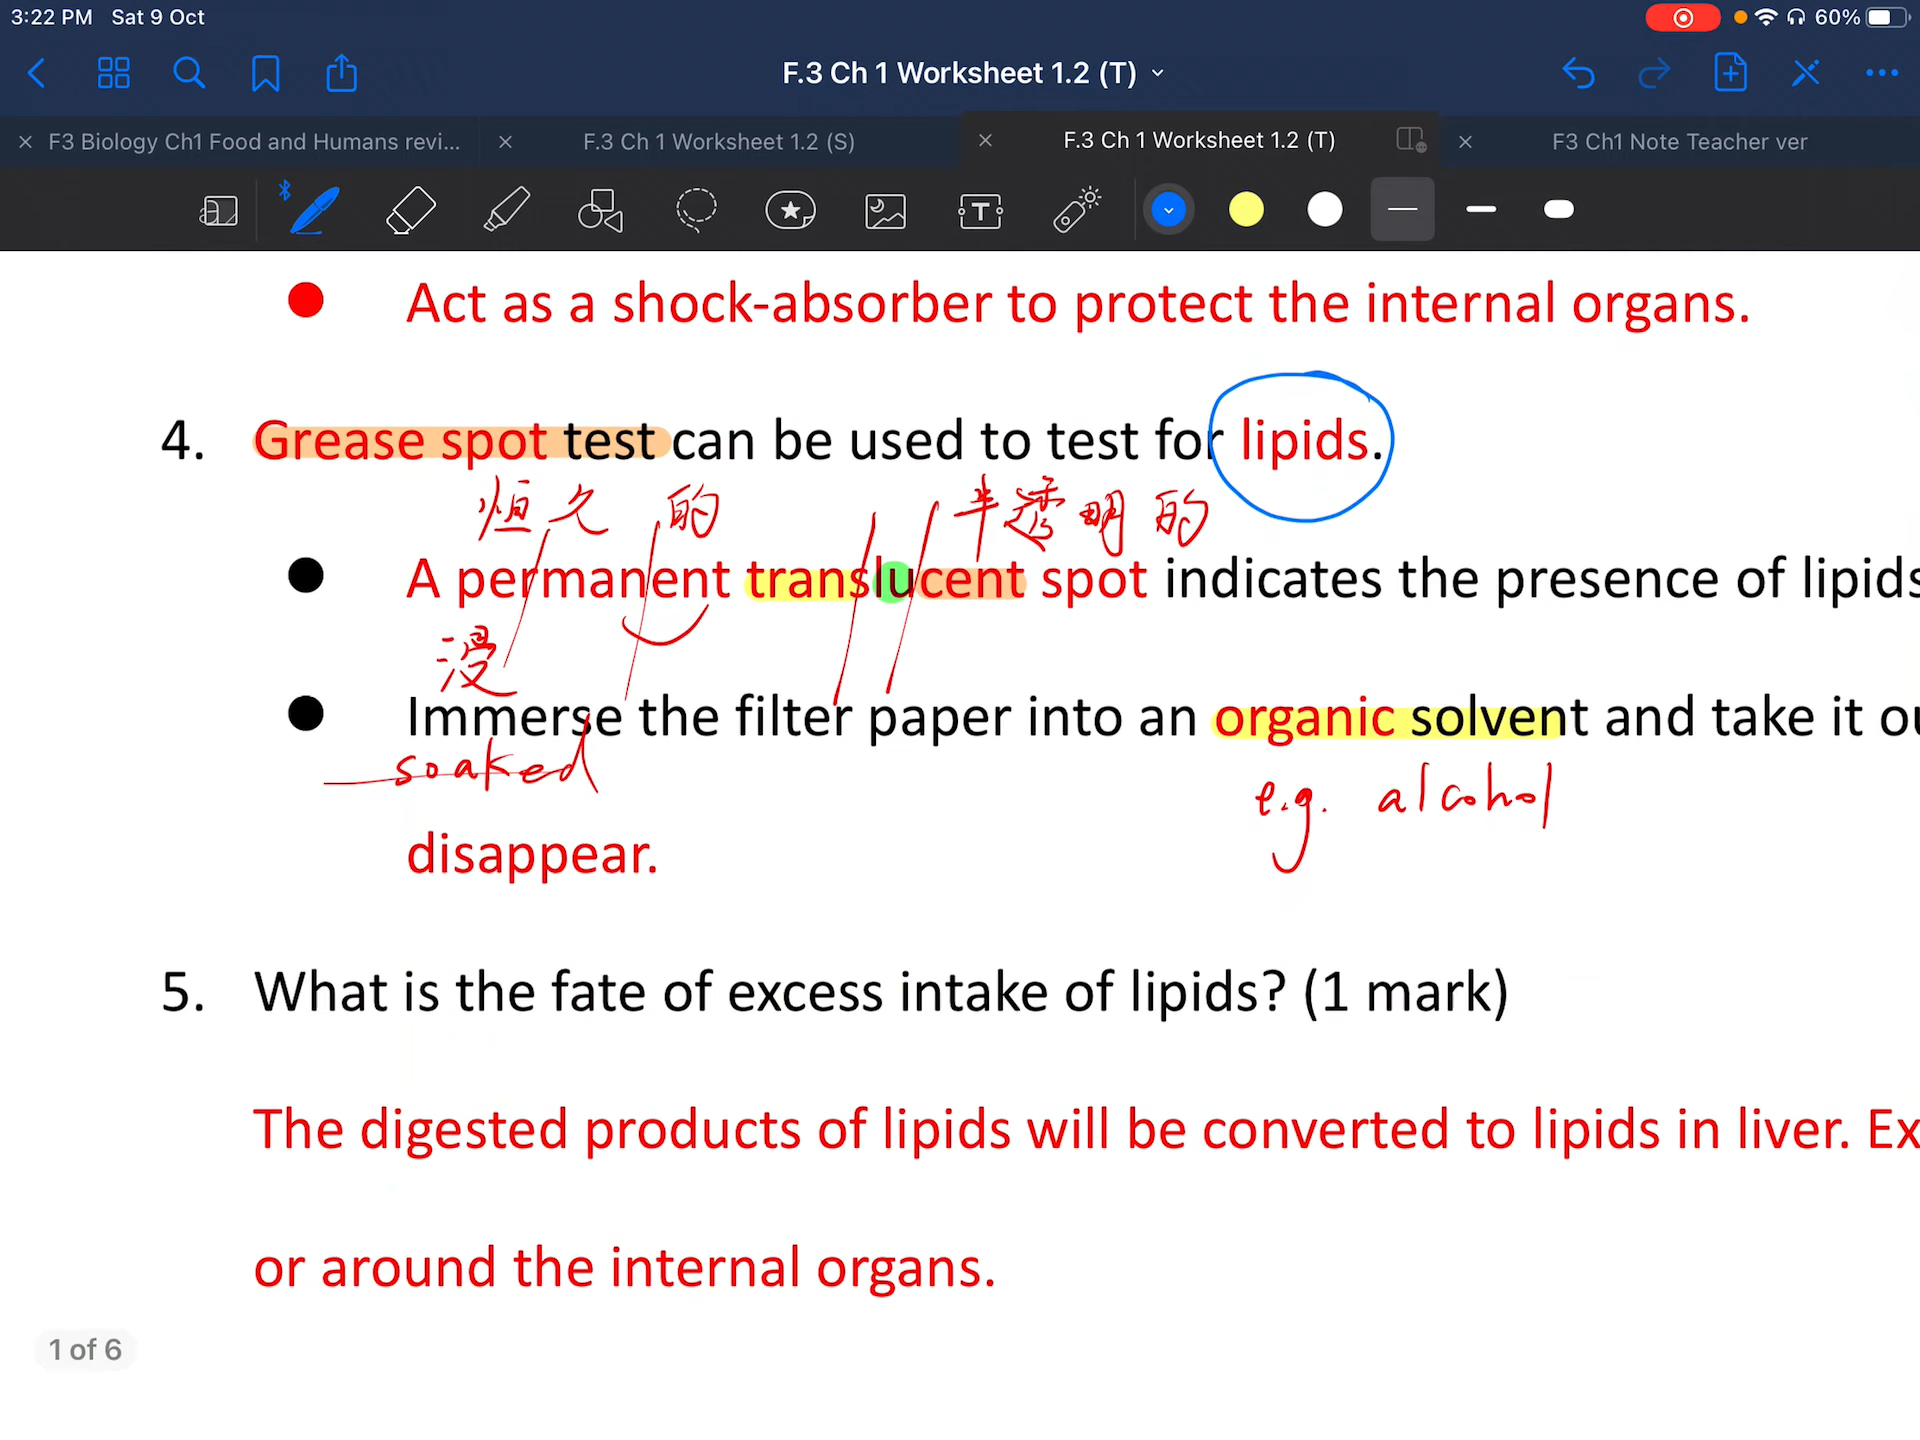 3:22 PM Sat 9 Oct 60%
F.3 Ch 1 Worksheet 1.2 (T)
F3 Biology Ch1 Food and Humans revi...
F.3 Ch 1 Worksheet 1.2 (S)
F.3 Ch 1 Worksheet 1.2 (T)
F3 Ch1 Note Teacher ver
Act as a shock-absorber to protect the internal organs.
4. Grease spot test can be used to test for lipids.
恒久的 半透明的
A permanent translucent spot indicates the presence of lipids
浸
Immerse the filter paper into an organic solvent and take it ou
soaked e.g. alcohol
disappear.
5. What is the fate of excess intake of lipids? (1 mark)
The digested products of lipids will be converted to lipids in liver. Ex
or around the internal organs.
1 of 6